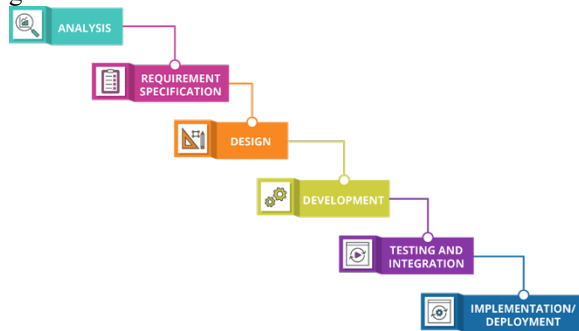 ANALYSIS
REQUIREMENT
SPECIFICATION
DESIGN
DEVELOPMENT
TESTING AND
INTEGRATION
IMPLEMENTATION/
DEPLOYMENT